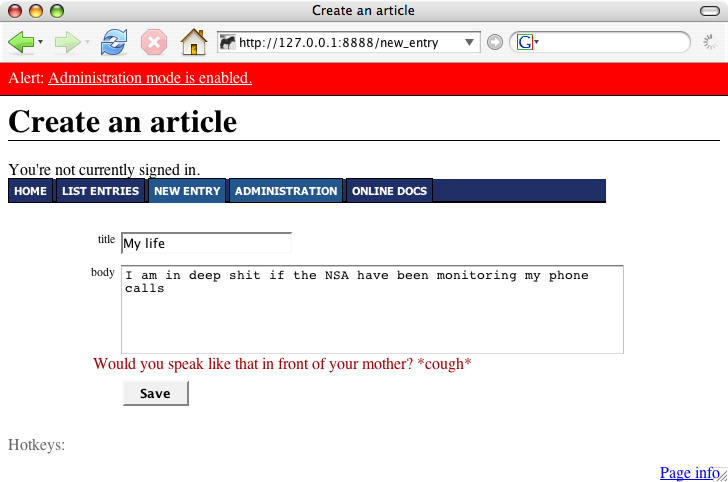 Create an article
http://127.0.0.1:8888/new_entry
G
Alert: Administration mode is enabled.
Create an article
You're not currently signed in.
HOME LIST ENTRIES NEW ENTRY ADMINISTRATION ONLINE DOCS
title My life
body I am in deep shit if the NSA have been monitoring my phone
calls
Would you speak like that in front of your mother? *cough*
Save
Hotkeys:
Page info